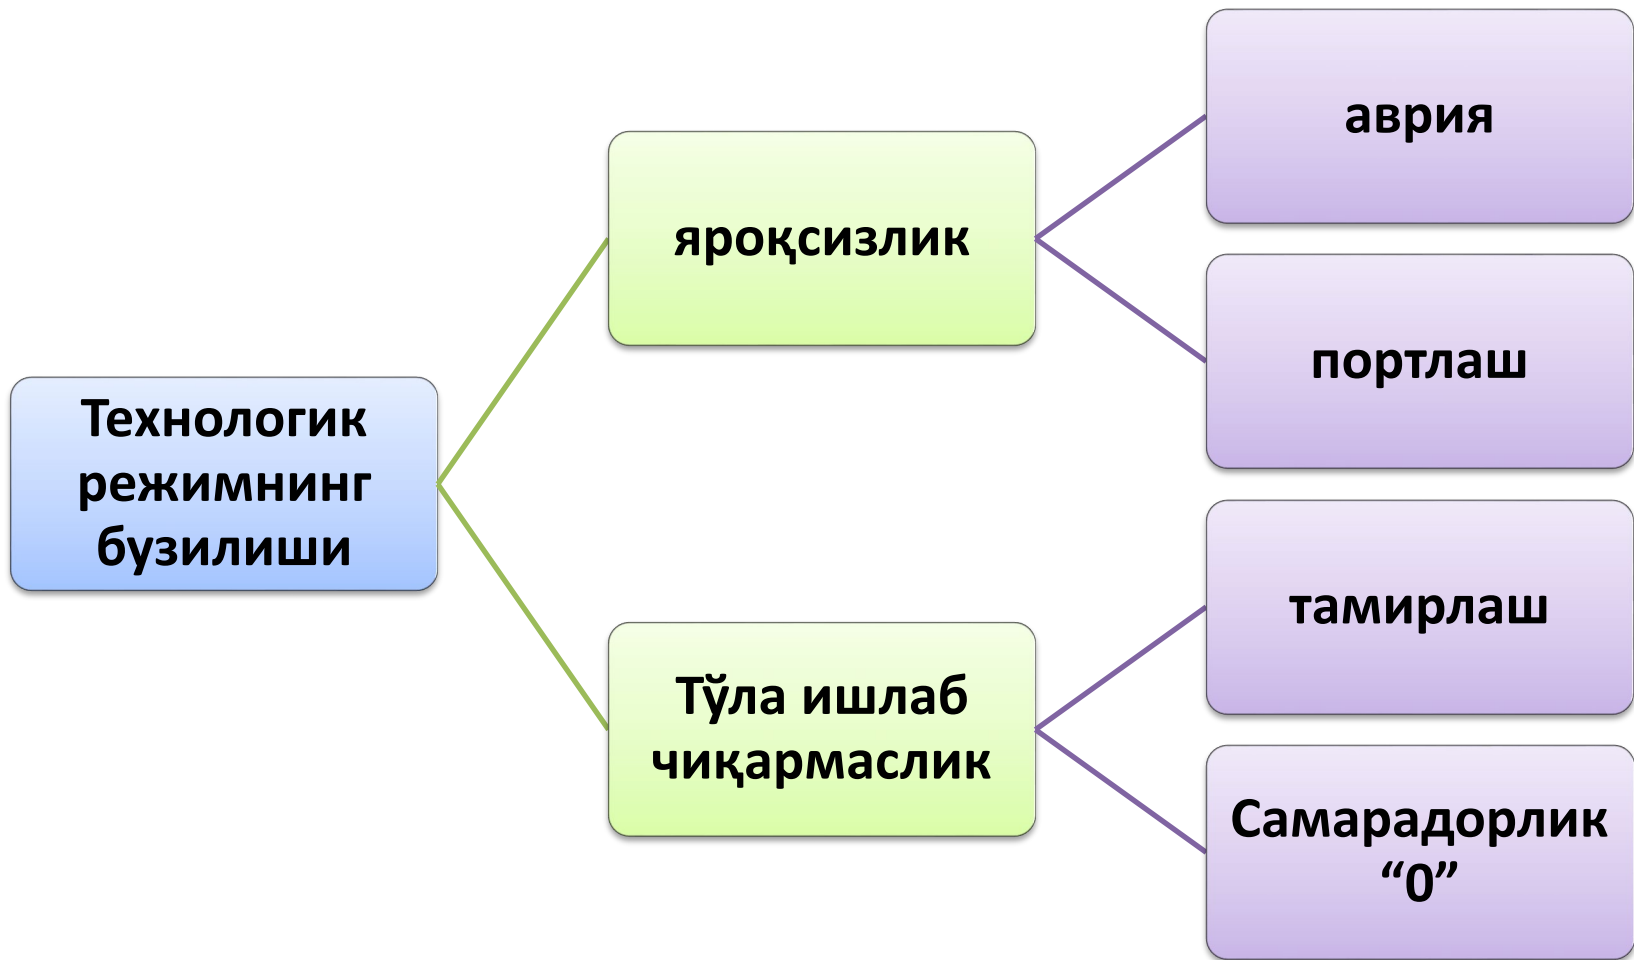 Технологик
режимнинг
бузилиши
яроқсизлик
аврия
портлаш
Тўла ишлаб
чиқармаслик
тамирлаш
Самарадорлик
“0”